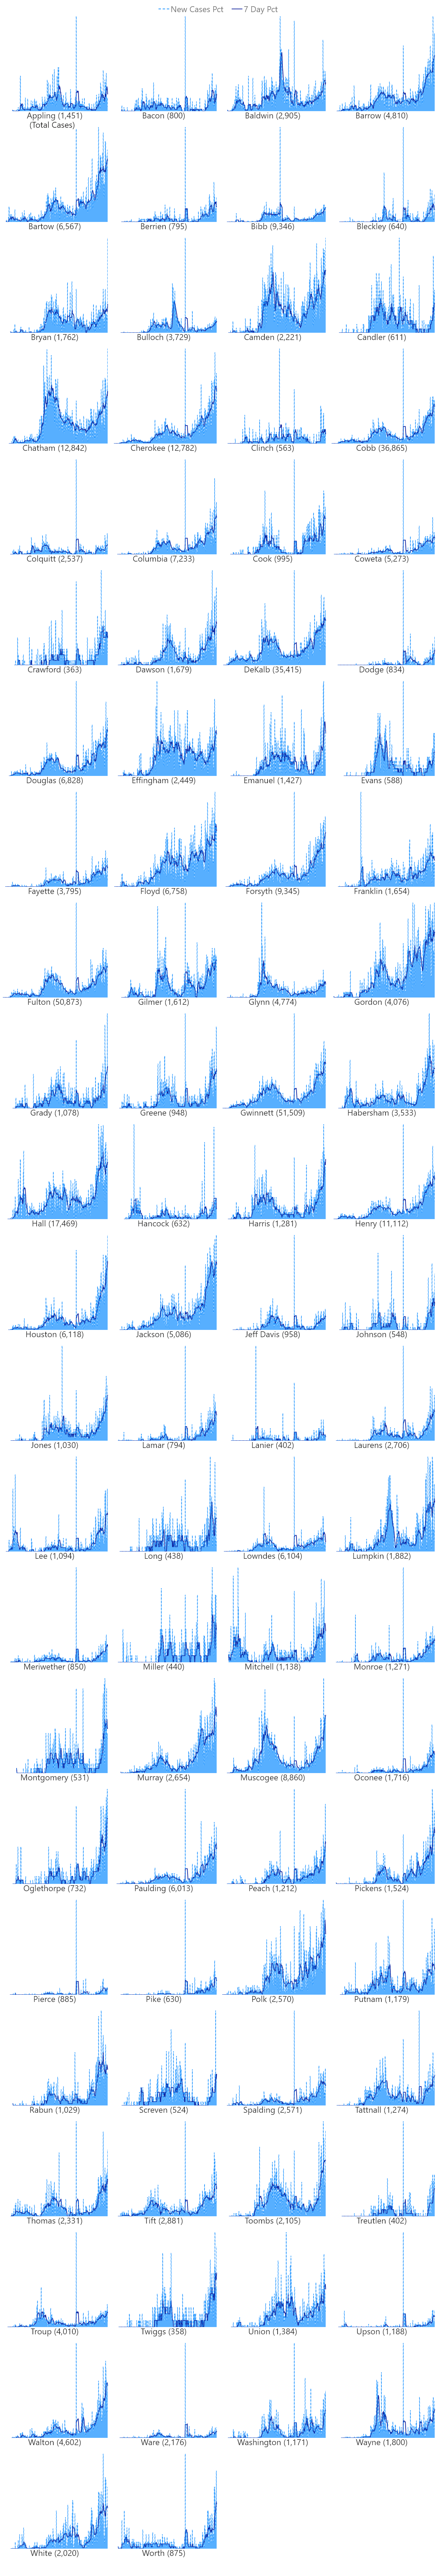 New Cases Pct 7 Day Pct
Appling (1,451) Bacon (800) Baldwin (2,905) Barrow (4,810)
(Total Cases)
Bartow (6,567) Berrien (795) Bibb (9,346) Bleckley (640)
Bryan (1,762) Bulloch (3,729) Camden (2,221) Candler (611)
Chatham (12,842) Cherokee (12,782) Clinch (563) Cobb (36,865)
Colquitt (2,537) Columbia (7,233) Cook (995) Coweta (5,273)
Crawford (363) Dawson (1,679) DeKalb (35,415) Dodge (834)
Douglas (6,828) Effingham (2,449) Emanuel (1,427) Evans (588)
Fayette (3,795) Floyd (6,758) Forsyth (9,345) Franklin (1,654)
Fulton (50,873) Gilmer (1,612) Glynn (4,774) Gordon (4,076)
Grady (1,078) Greene (948) Gwinnett (51,509) Habersham (3,533)
Hall (17,469) Hancock (632) Harris (1,281) Henry (11,112)
Houston (6,118) Jackson (5,086) Jeff Davis (958) Johnson (548)
Jones (1,030) Lamar (794) Lanier (402) Laurens (2,706)
Lee (1,094) Long (438) Lowndes (6,104) Lumpkin (1,882)
Meriwether (850) Miller (440) Mitchell (1,138) Monroe (1,271)
Montgomery (531) Murray (2,654) Muscogee (8,860) Oconee (1,716)
Oglethorpe (732) Paulding (6,013) Peach (1,212) Pickens (1,524)
Pierce (885) Pike (630) Polk (2,570) Putnam (1,179)
Rabun (1,029) Screven (524) Spalding (2,571) Tattnall (1,274)
Thomas (2,331) Tift (2,881) Toombs (2,105) Treutlen (402)
Troup (4,010) Twiggs (358) Union (1,384) Upson (1,188)
Walton (4,602) Ware (2,176) Washington (1,171) Wayne (1,800)
White (2,020) Worth (875)